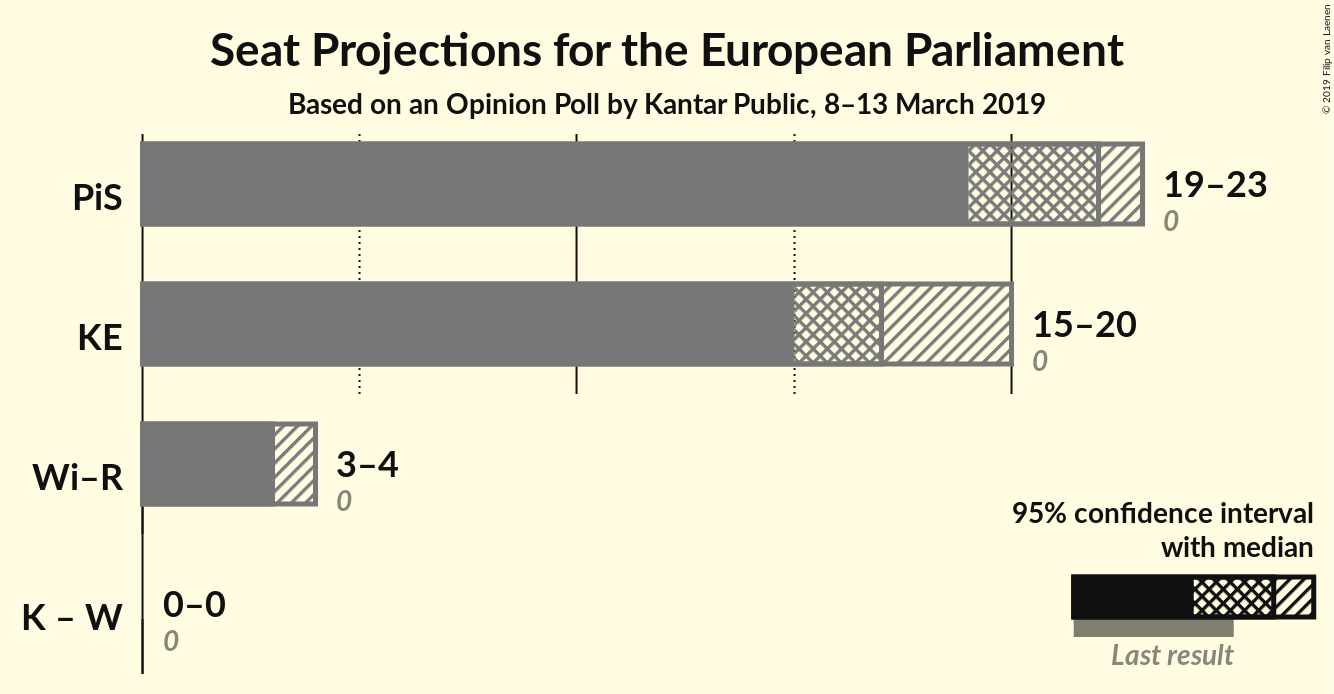 Seat Projections for the European Parliament
Based on an Opinion Poll by Kantar Public, 8–13 March 2019
© 2019 Filip van Laenen
PiS
19–23
0
KE
15–20
0
Wi–R
3–4
0
K – W
0–0
0
95% confidence interval
with median
Last result